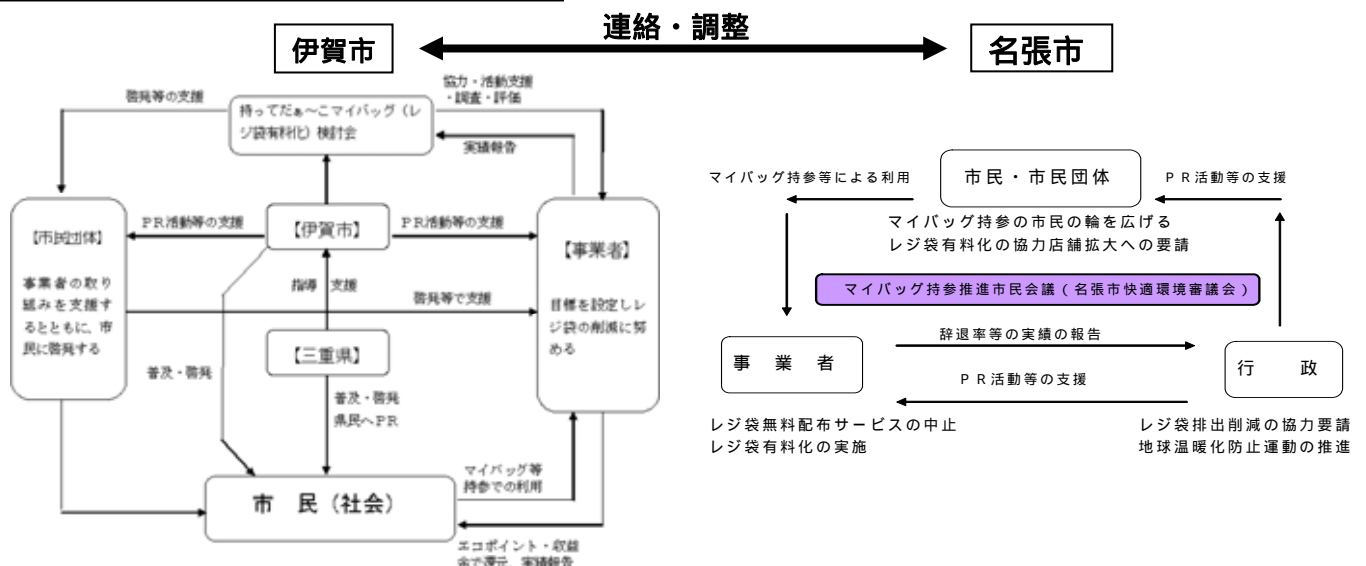 連絡・調整
伊賀市
名張市
啓発等の支援
協力・活動支援
・調査・評価
持ってだぁ～こマイバッグ（レ
ジ袋有料化）検討会
実績報告
【市民団体】
事業者の取り
組みを支援す
るとともに、市
民に啓発する
PR活動等の支援
【伊賀市】
PR活動等の支援
【事業者】
目標を設定しレ
ジ袋の削減に努
める
指導　支援
啓発等で支援
【三重県】
普及・啓発
普及・啓発
県民へPR
市　民（社会）
マイバッグ等
持参での利用
エコポイント・収益
金で還元、実績報告
マイバッグ持参等による利用
市民・市民団体
ＰＲ活動等の支援
マイバッグ持参の市民の輪を広げる
レジ袋有料化の協力店舗拡大への要請
マイバッグ持参推進市民会議（名張市快適環境審議会）
辞退率等の実績の報告
事　業　者
行　政
ＰＲ活動等の支援
レジ袋無料配布サービスの中止
レジ袋有料化の実施
レジ袋排出削減の協力要請
地球温暖化防止運動の推進